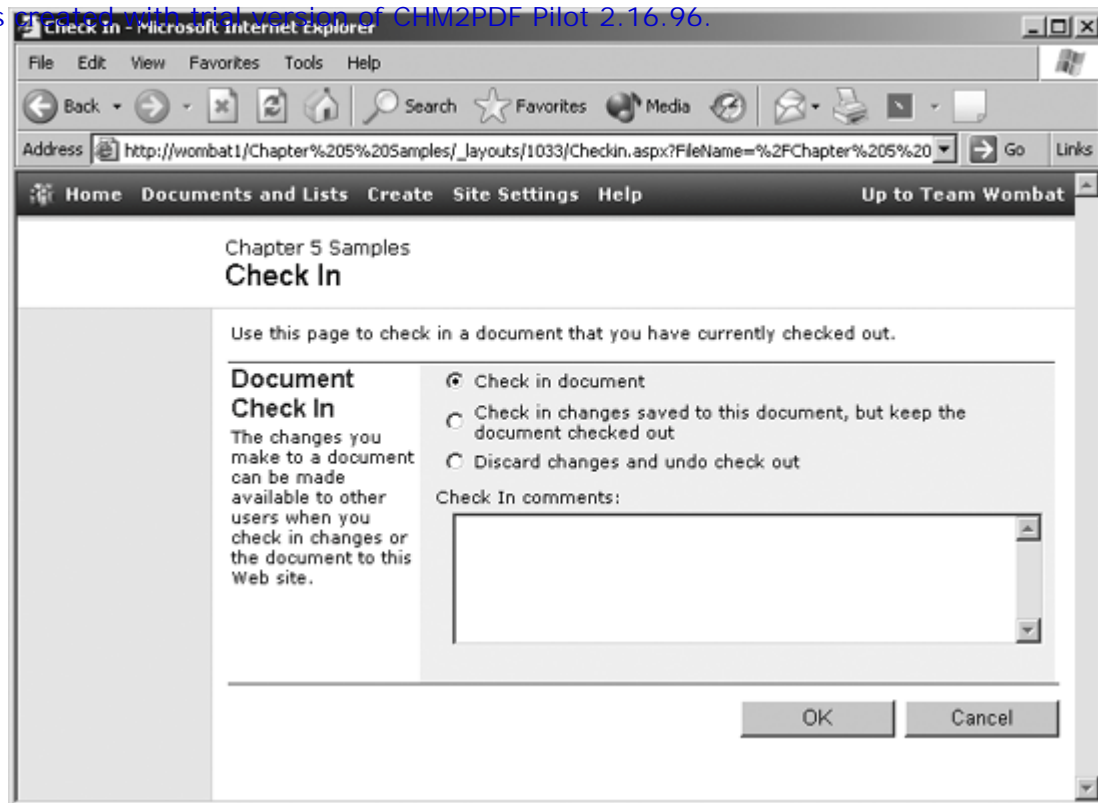 s created with trial version of CHM2PDF Pilot 2.16.96.
Check In - Microsoft Internet Explorer
File Edit View Favorites Tools Help
Back Search Favorites Media
Address http://wombat1/Chapter%205%20Samples/_layouts/1033/Checkin.aspx?FileName=%2FChapter%205%20 Go Links
Home Documents and Lists Create Site Settings Help Up to Team Wombat
Chapter 5 Samples
Check In
Use this page to check in a document that you have currently checked out.
Document
Check In
The changes you
make to a document
can be made
available to other
users when you
check in changes or
the document to this
Web site.
Check in document
Check in changes saved to this document, but keep the
document checked out
Discard changes and undo check out
Check In comments:
OK Cancel